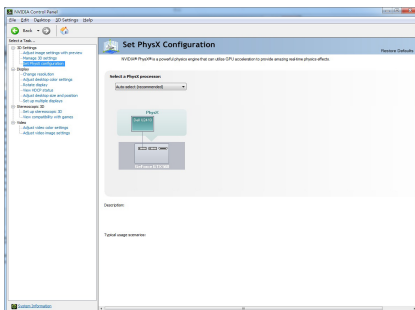 NVIDIA Control Panel
File Edit Desktop 3D Settings Help
Back
Select a Task...
3D Settings
Adjust image settings with preview
Manage 3D settings
Set PhysX configuration
Display
Change resolution
Adjust desktop color settings
Rotate display
View HDCP status
Adjust desktop size and position
Set up multiple displays
Stereoscopic 3D
Set up stereoscopic 3D
View compatibility with games
Video
Adjust video color settings
Adjust video image settings
System Information
Set PhysX Configuration
Restore Defaults
NVIDIA® PhysX® is a powerful physics engine that can utilize GPU acceleration to provide amazing real-time physics effects.
Select a PhysX processor:
Auto-select (recommended)
PhysX
Description:
Typical usage scenarios: